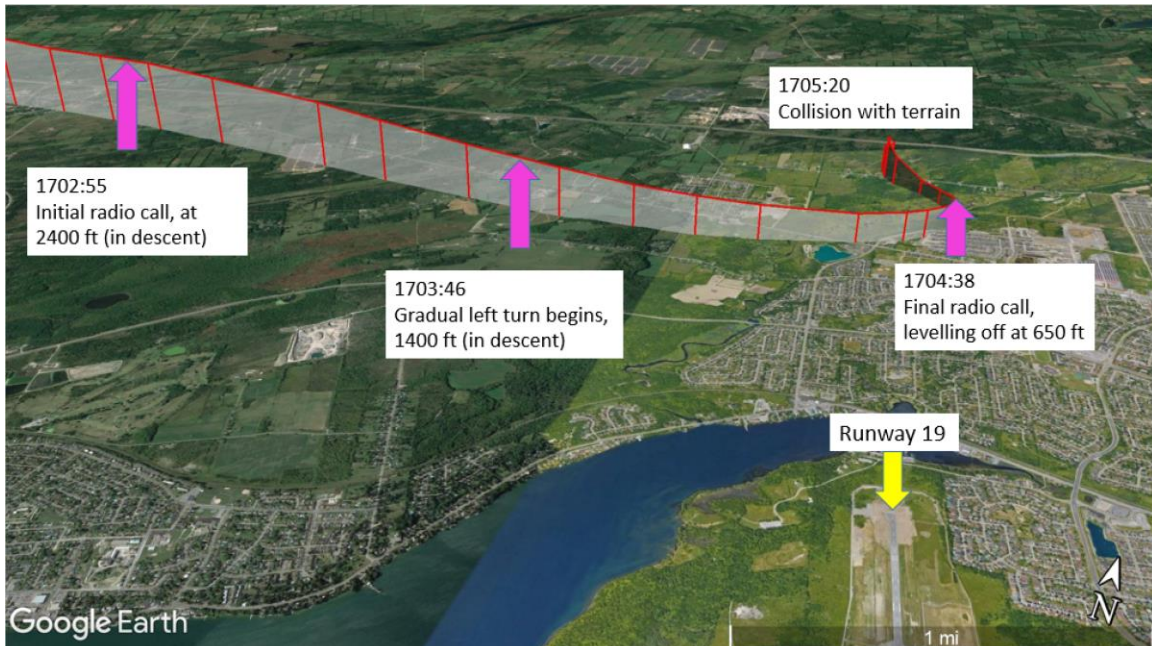 1705:20
Collision with terrain
1702:55
Initial radio call, at
2400 ft (in descent)
1703:46
Gradual left turn begins,
1400 ft (in descent)
1704:38
Final radio call,
levelling off at 650 ft
Runway 19
N
Google Earth
1 mi